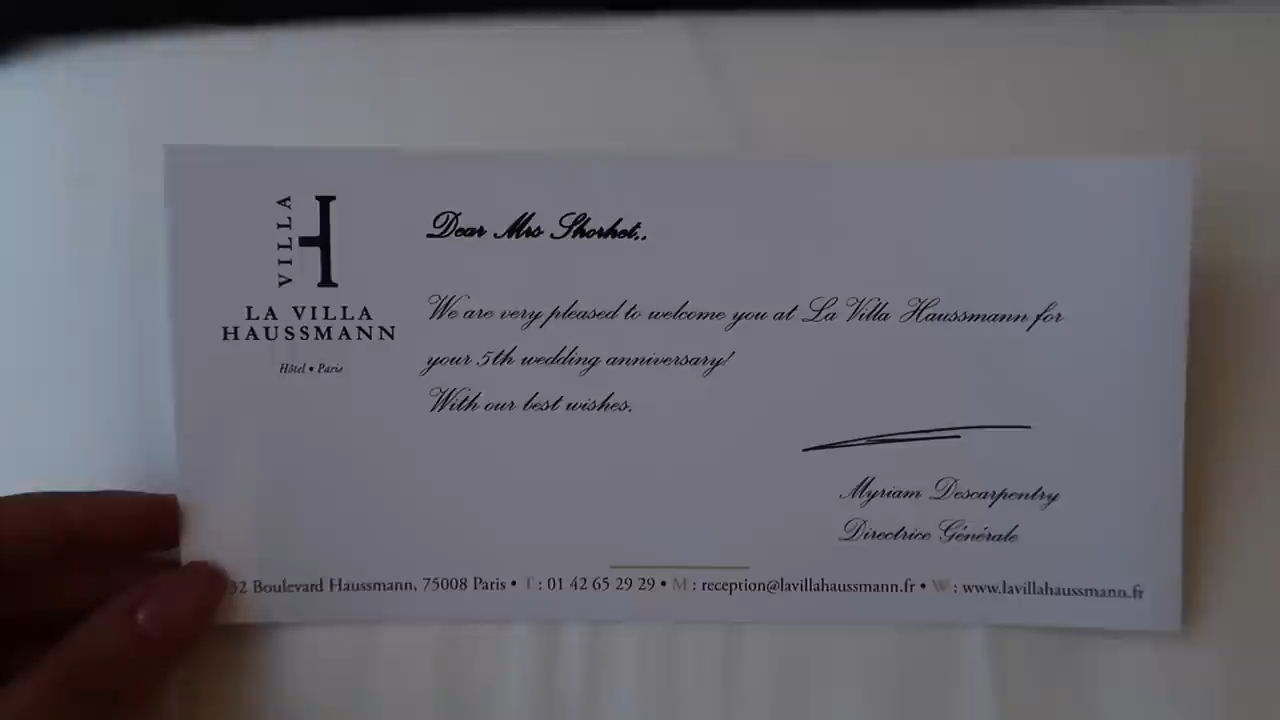 VILLA
H
LA VILLA
HAUSSMANN
Hôtel • Paris
Dear Mrs Shorhet..
We are very pleased to welcome you at La Villa Haussmann for
your 5th wedding anniversary!
With our best wishes.
Myriam Descarpentry
Directrice Générale
32 Boulevard Haussmann, 75008 Paris • T : 01 42 65 29 29 • M : reception@lavillahaussmann.fr • W : www.lavillahaussmann.fr